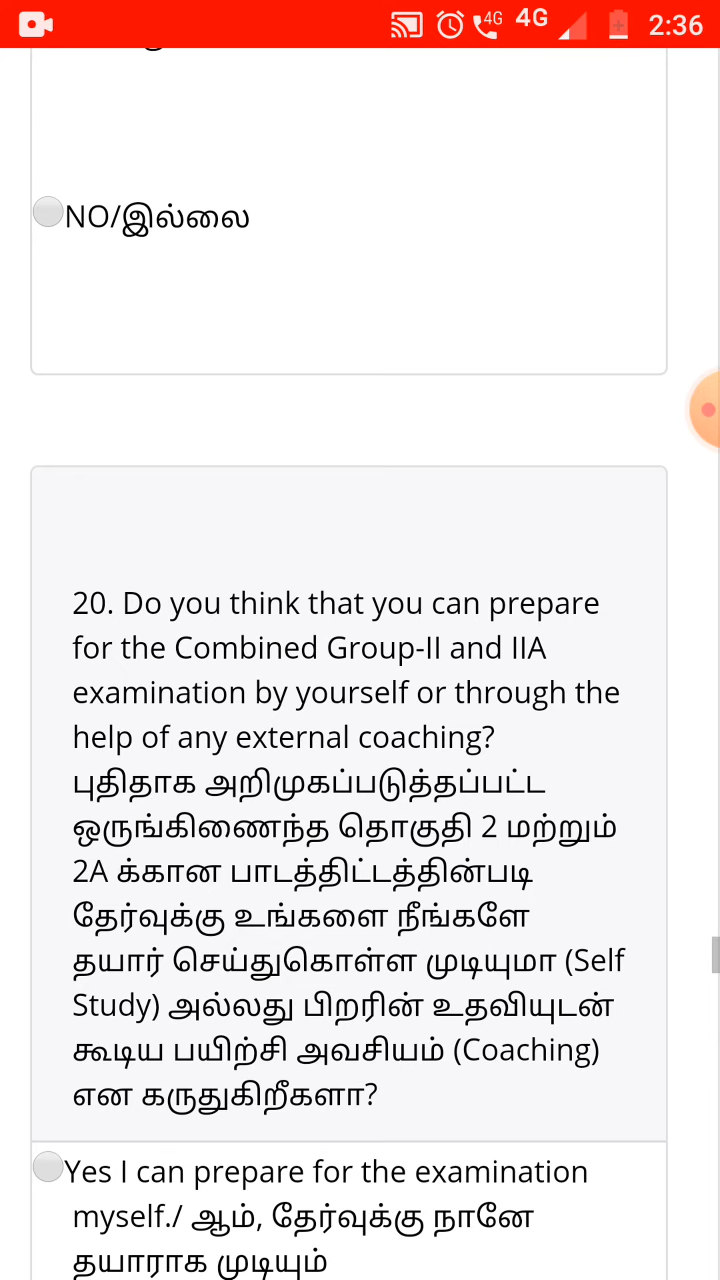 4G 4G 2:36
NO/இல்லை
20. Do you think that you can prepare
for the Combined Group-II and IIA
examination by yourself or through the
help of any external coaching?
புதிதாக அறிமுகப்படுத்தப்பட்ட
ஒருங்கிணைந்த தொகுதி 2 மற்றும்
2A க்கான பாடத்திட்டத்தின்படி
தேர்வுக்கு உங்களை நீங்களே
தயார் செய்துகொள்ள முடியுமா (Self
Study) அல்லது பிறரின் உதவியுடன்
கூடிய பயிற்சி அவசியம் (Coaching)
என கருதுகிறீகளா?
Yes I can prepare for the examination
myself./ ஆம், தேர்வுக்கு நானே
தயாராக முடியும்